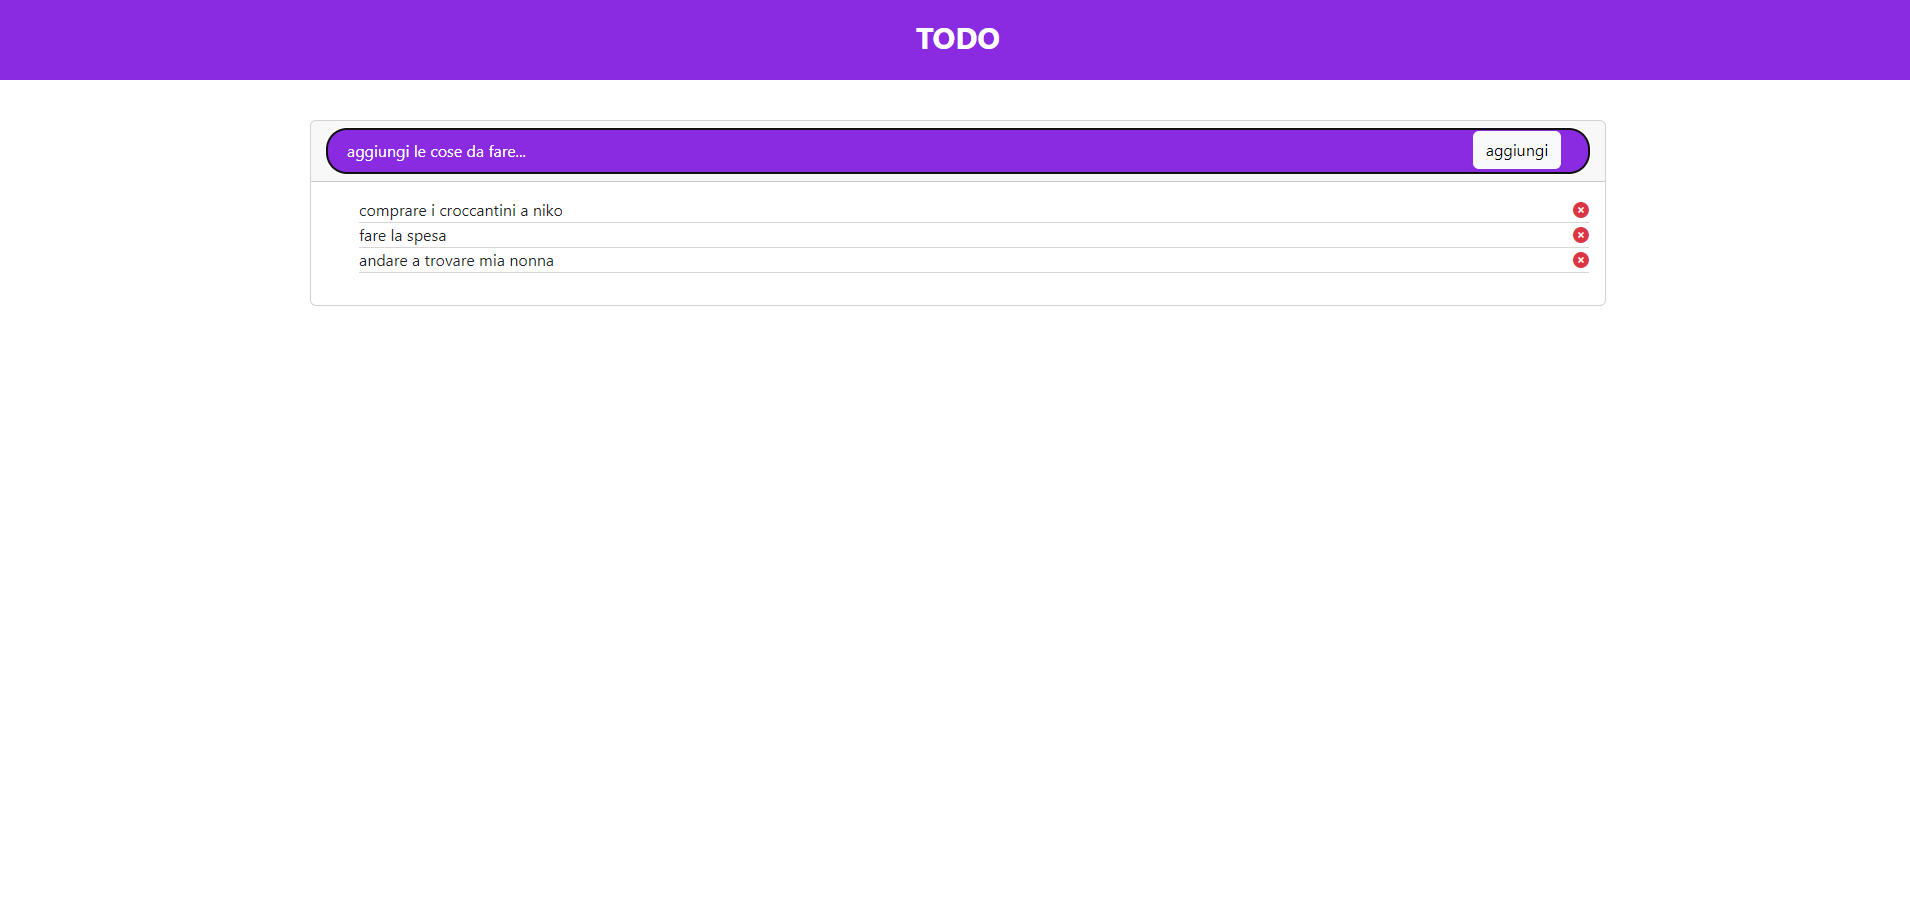 TODO
aggiungi le cose da fare...
aggiungi
comprare i croccantini a niko
fare la spesa
andare a trovare mia nonna